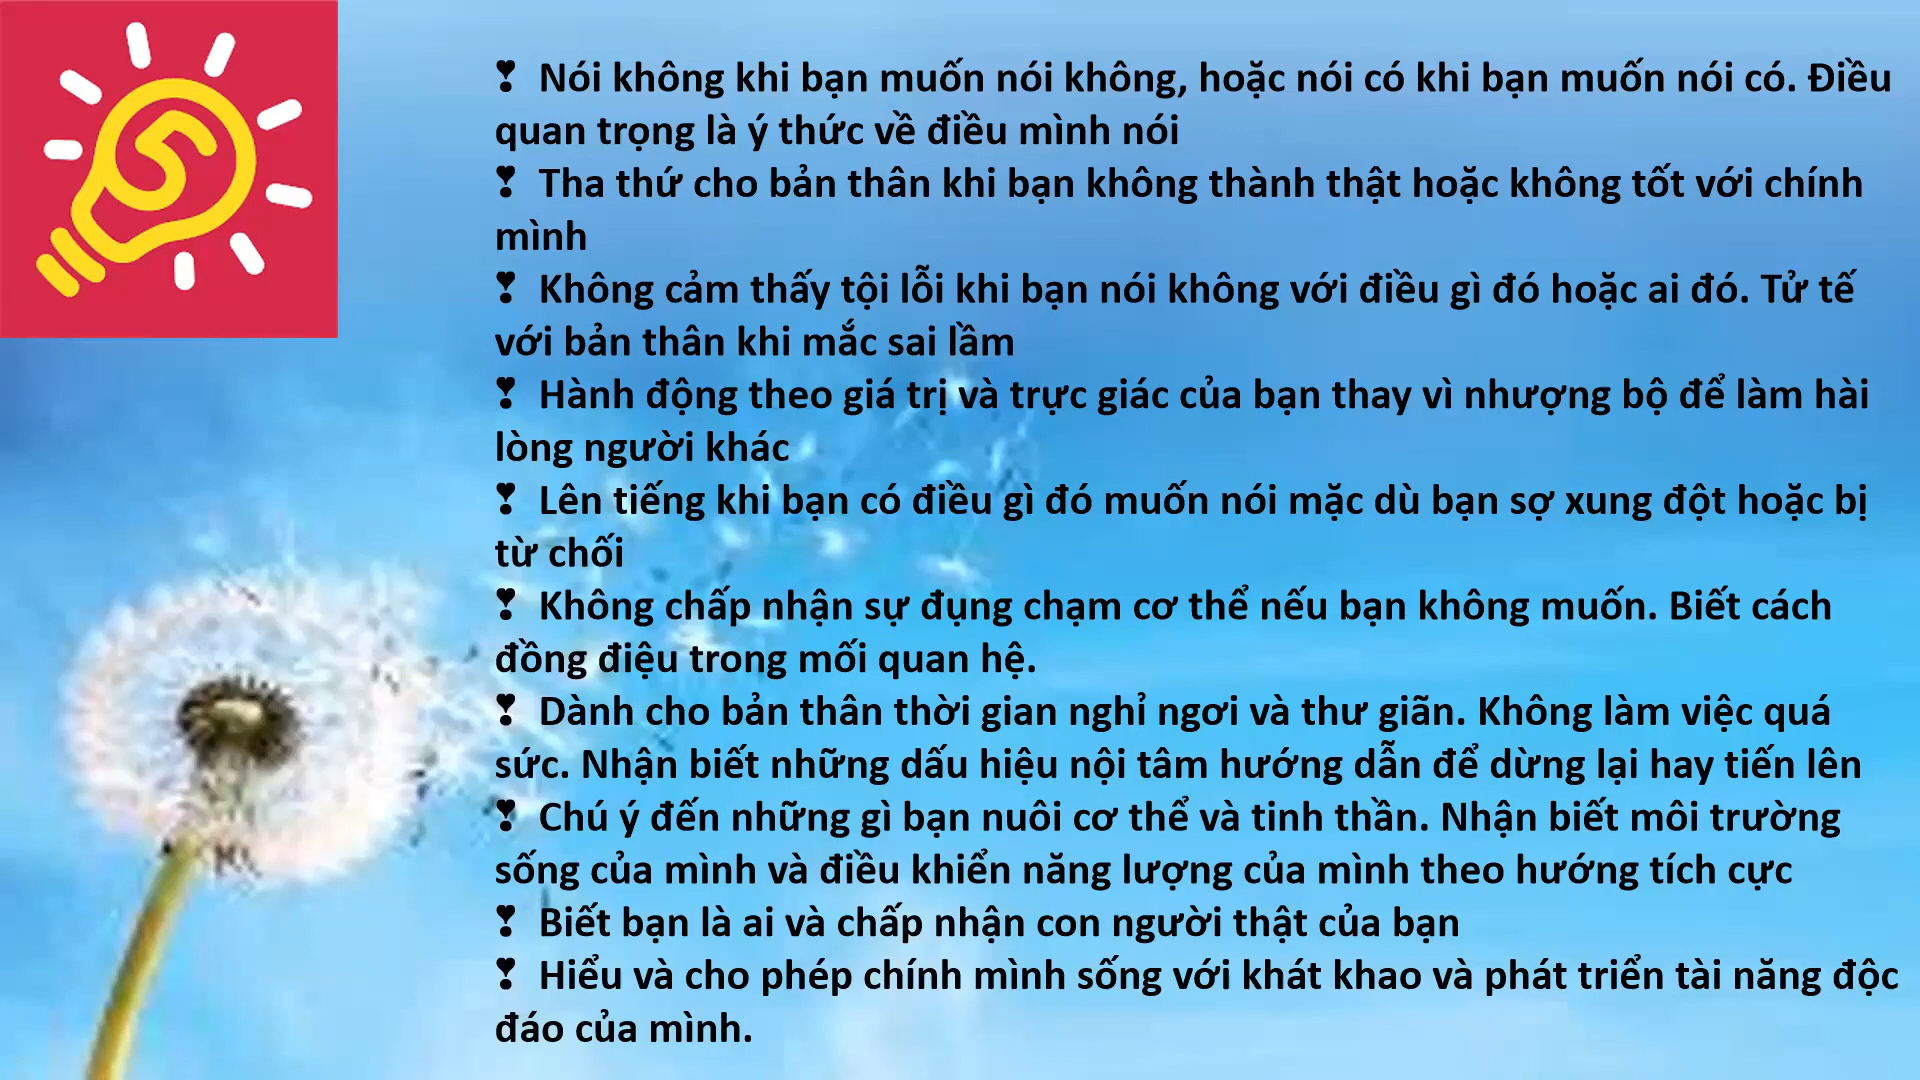 ❣ Nói không khi bạn muốn nói không, hoặc nói có khi bạn muốn nói có. Điều
quan trọng là ý thức về điều mình nói
❣ Tha thứ cho bản thân khi bạn không thành thật hoặc không tốt với chính
mình
❣ Không cảm thấy tội lỗi khi bạn nói không với điều gì đó hoặc ai đó. Tử tế
với bản thân khi mắc sai lầm
❣ Hành động theo giá trị và trực giác của bạn thay vì nhượng bộ để làm hài
lòng người khác
❣ Lên tiếng khi bạn có điều gì đó muốn nói mặc dù bạn sợ xung đột hoặc bị
từ chối
❣ Không chấp nhận sự đụng chạm cơ thể nếu bạn không muốn. Biết cách
đồng điệu trong mối quan hệ.
❣ Dành cho bản thân thời gian nghỉ ngơi và thư giãn. Không làm việc quá
sức. Nhận biết những dấu hiệu nội tâm hướng dẫn để dừng lại hay tiến lên
❣ Chú ý đến những gì bạn nuôi cơ thể và tinh thần. Nhận biết môi trường
sống của mình và điều khiển năng lượng của mình theo hướng tích cực
❣ Biết bạn là ai và chấp nhận con người thật của bạn
❣ Hiểu và cho phép chính mình sống với khát khao và phát triển tài năng độc
đáo của mình.